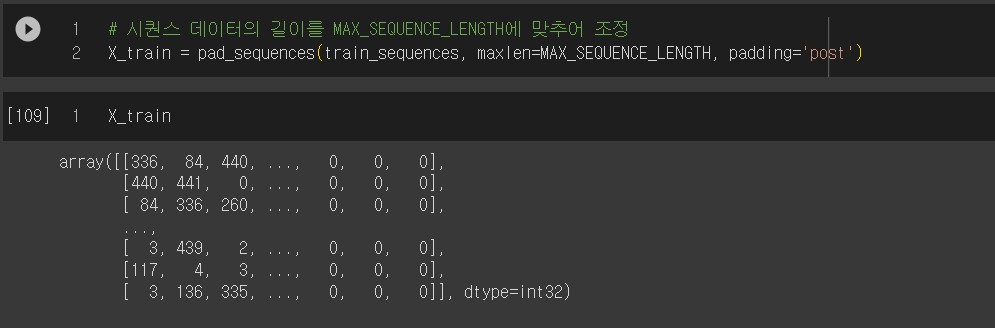 1 # 시퀀스 데이터의 길이를 MAX_SEQUENCE_LENGTH에 맞추어 조정
2 X_train = pad_sequences(train_sequences, maxlen=MAX_SEQUENCE_LENGTH, padding='post')
[109] 1 X_train
array([[336, 84, 440, ..., 0, 0, 0],
[440, 441, 0, ..., 0, 0, 0],
[ 84, 336, 260, ..., 0, 0, 0],
...,
[ 3, 439, 2, ..., 0, 0, 0],
[117, 4, 3, ..., 0, 0, 0],
[ 3, 136, 335, ..., 0, 0, 0]], dtype=int32)